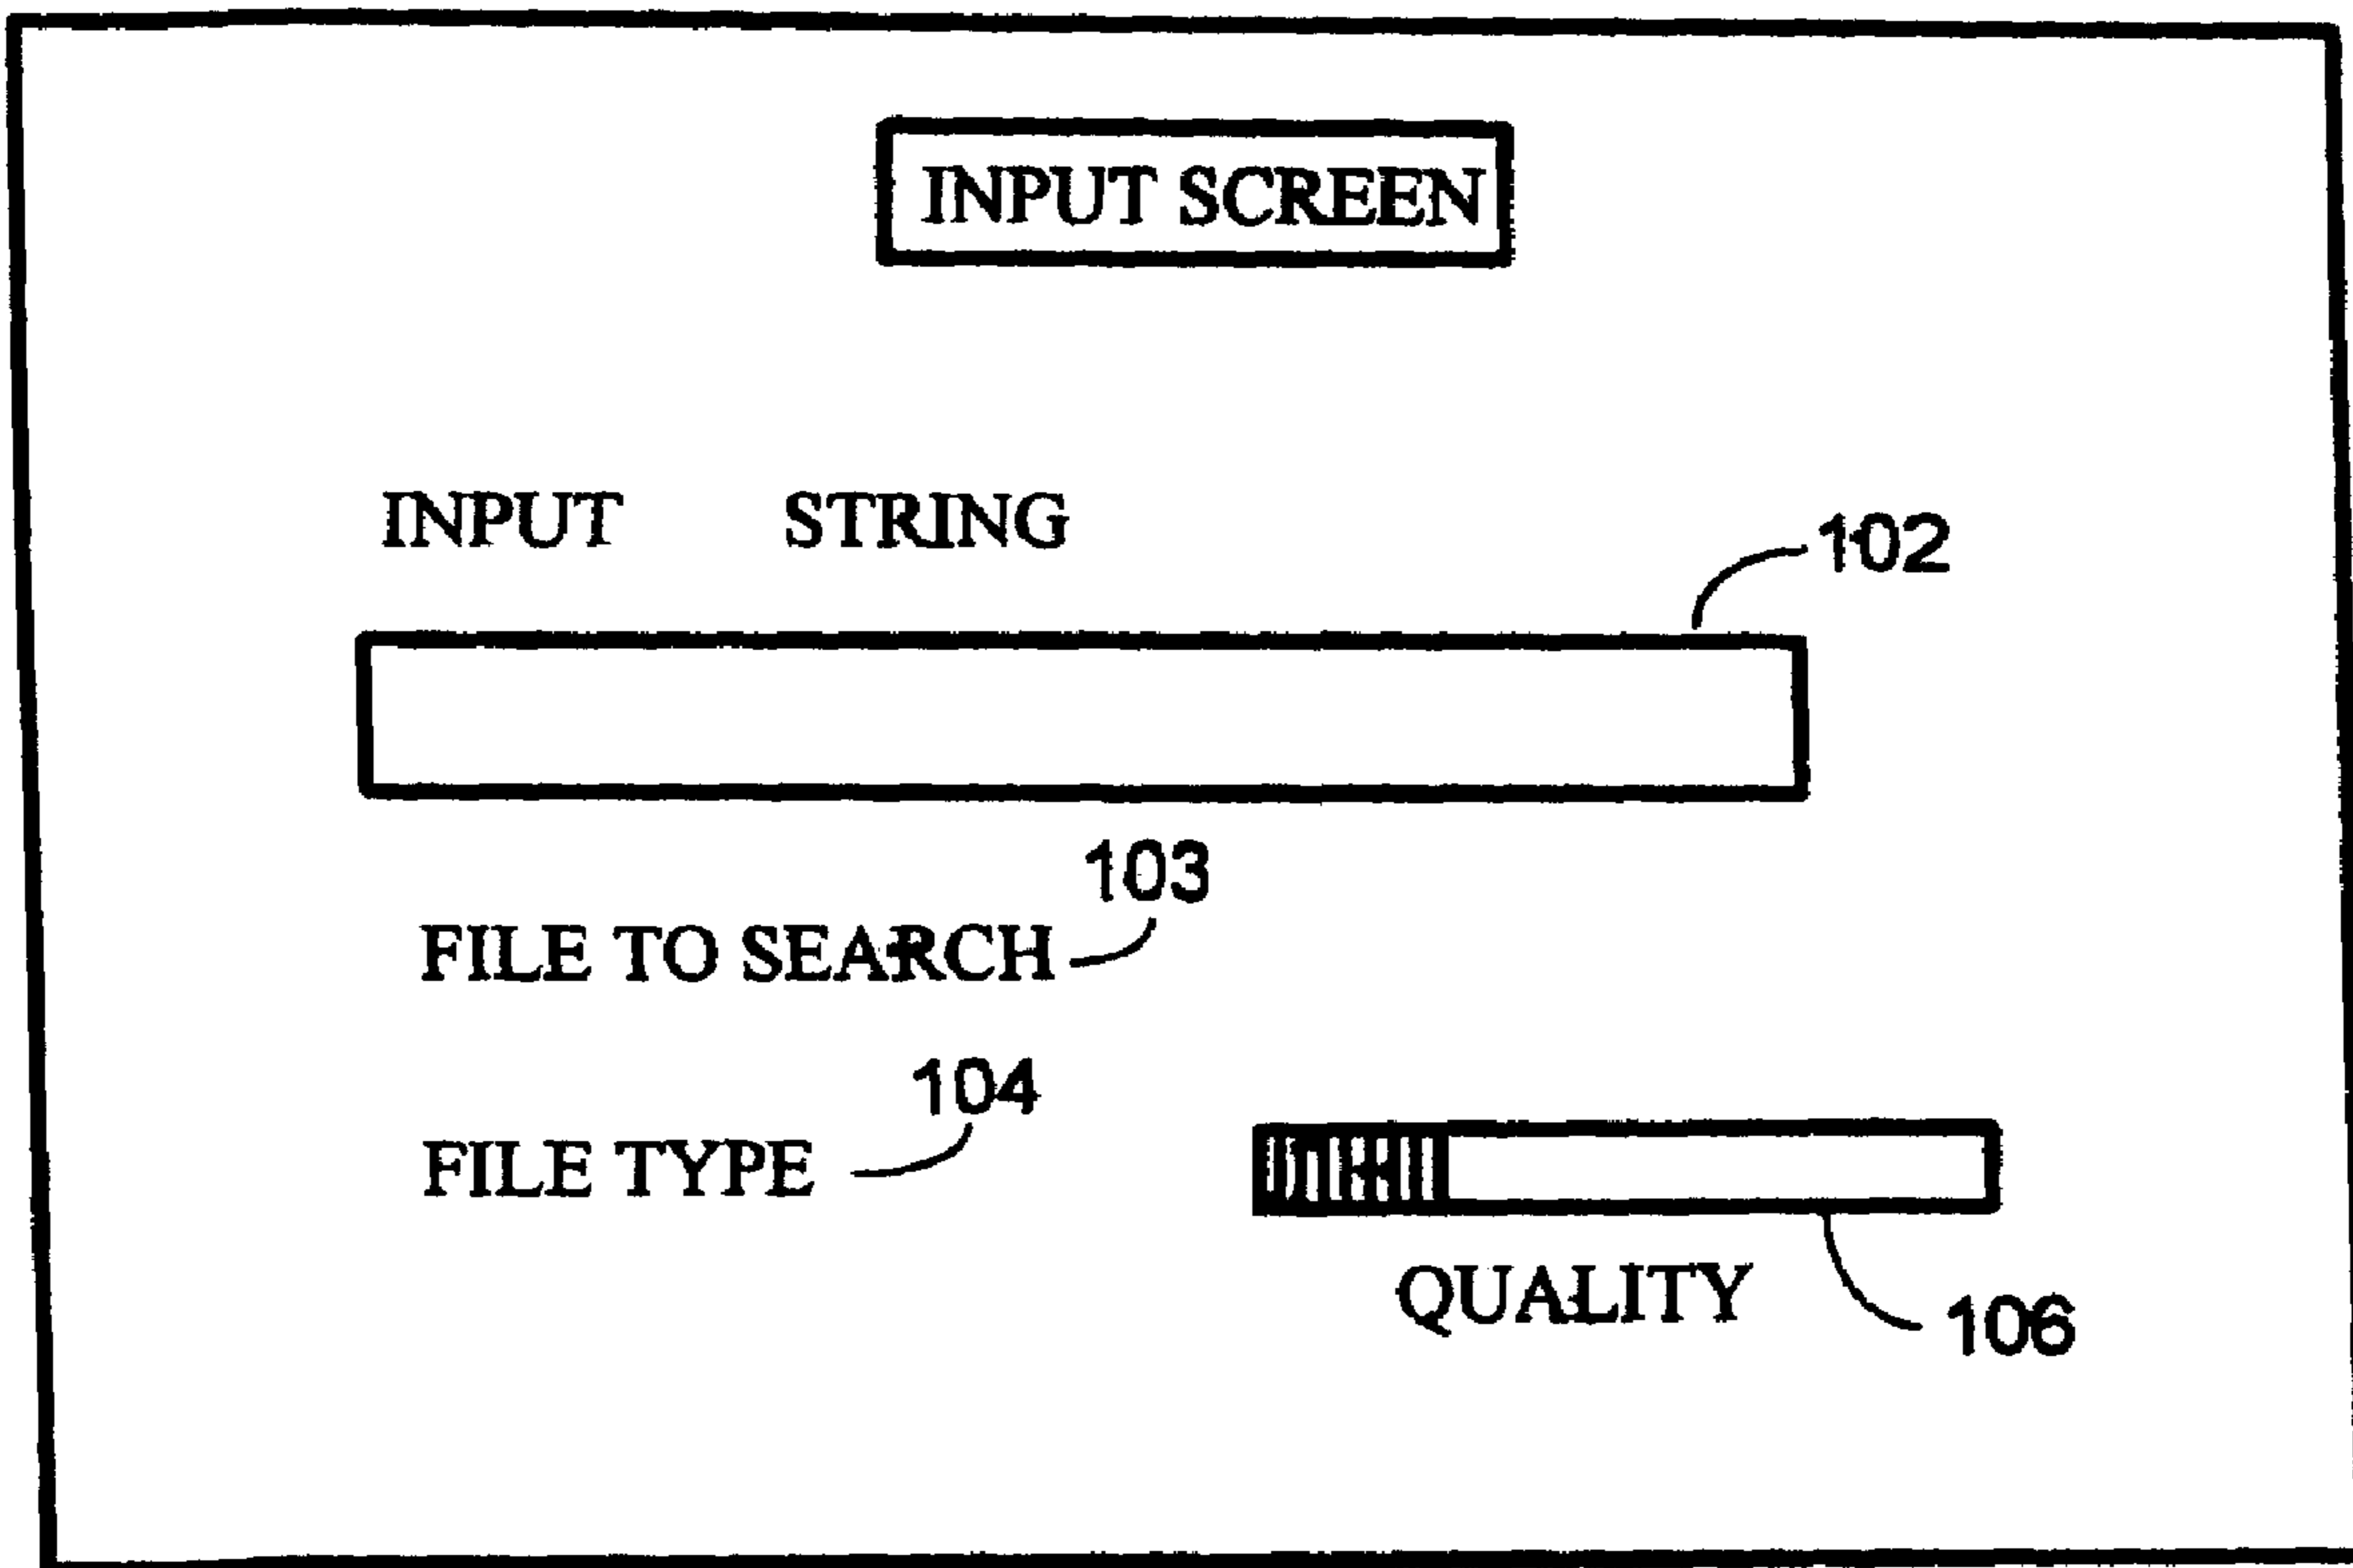 INPUT SCREEN
INPUT STRING
102
103
FILE TO SEARCH
104
FILE TYPE
QUALITY
106